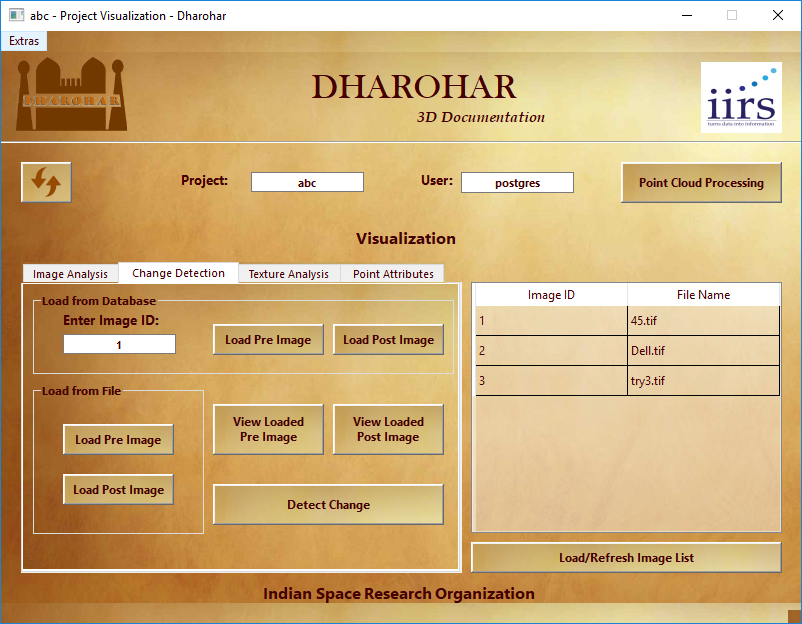 abc - Project Visualization - Dharohar
Extras
DHAROHAR
DHAROHAR
3D Documentation
iirs
turns data into information
Project:
abc
User:
postgres
Point Cloud Processing
Visualization
Image Analysis
Change Detection
Texture Analysis
Point Attributes
Load from Database
Enter Image ID:
1
Load Pre Image
Load Post Image
Load from File
Load Pre Image
Load Post Image
View Loaded
Pre Image
View Loaded
Post Image
Detect Change
Image ID
File Name
1
45.tif
2
Dell.tif
3
try3.tif
Load/Refresh Image List
Indian Space Research Organization